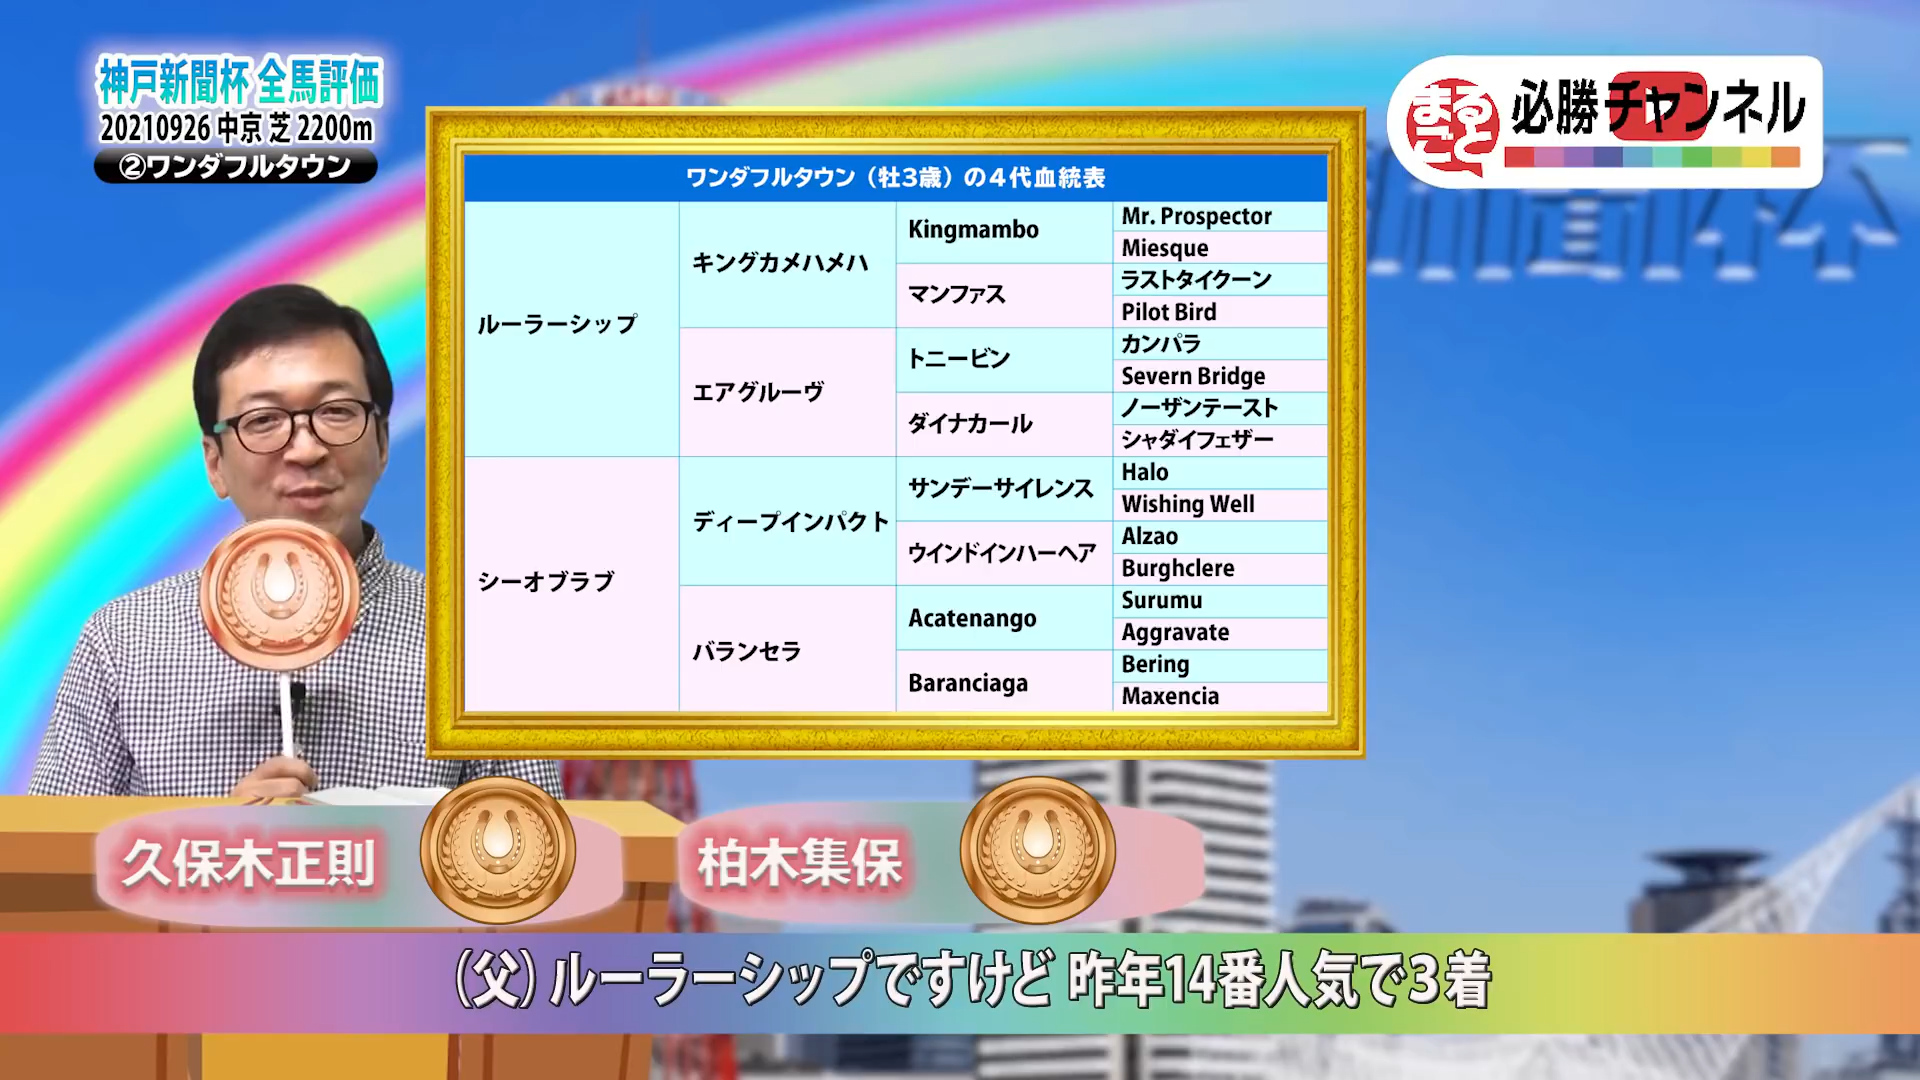 神戸新聞杯 全馬評価
20210926 中京 芝 2200m
②ワンダフルタウン
まるごと
必勝チャンネル
ワンダフルタウン（牡3歳）の4代血統表
ルーラーシップ
キングカメハメハ
Kingmambo
Mr. Prospector
Miesque
マンファス
ラストタイクーン
Pilot Bird
エアグルーヴ
トニービン
カンパラ
Severn Bridge
ダイナカール
ノーザンテースト
シャダイフェザー
シーオブラブ
ディープインパクト
サンデーサイレンス
Halo
Wishing Well
ウインドインハーヘア
Alzao
Burghclere
バランセラ
Acatenango
Surumu
Aggravate
Baranciaga
Bering
Maxencia
久保木正則
柏木集保
（父）ルーラーシップですけど 昨年14番人気で3着